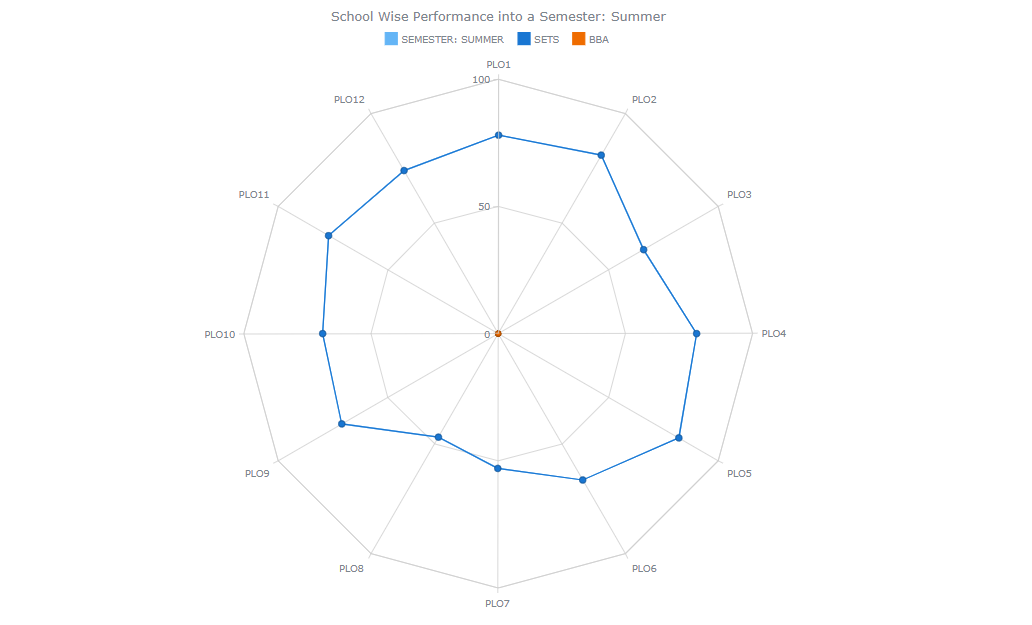 School Wise Performance into a Semester: Summer
SEMESTER: SUMMER SETS BBA
PLO1
100
PLO12
PLO2
PLO11
PLO3
50
PLO10
0
PLO4
PLO9
PLO5
PLO8
PLO6
PLO7